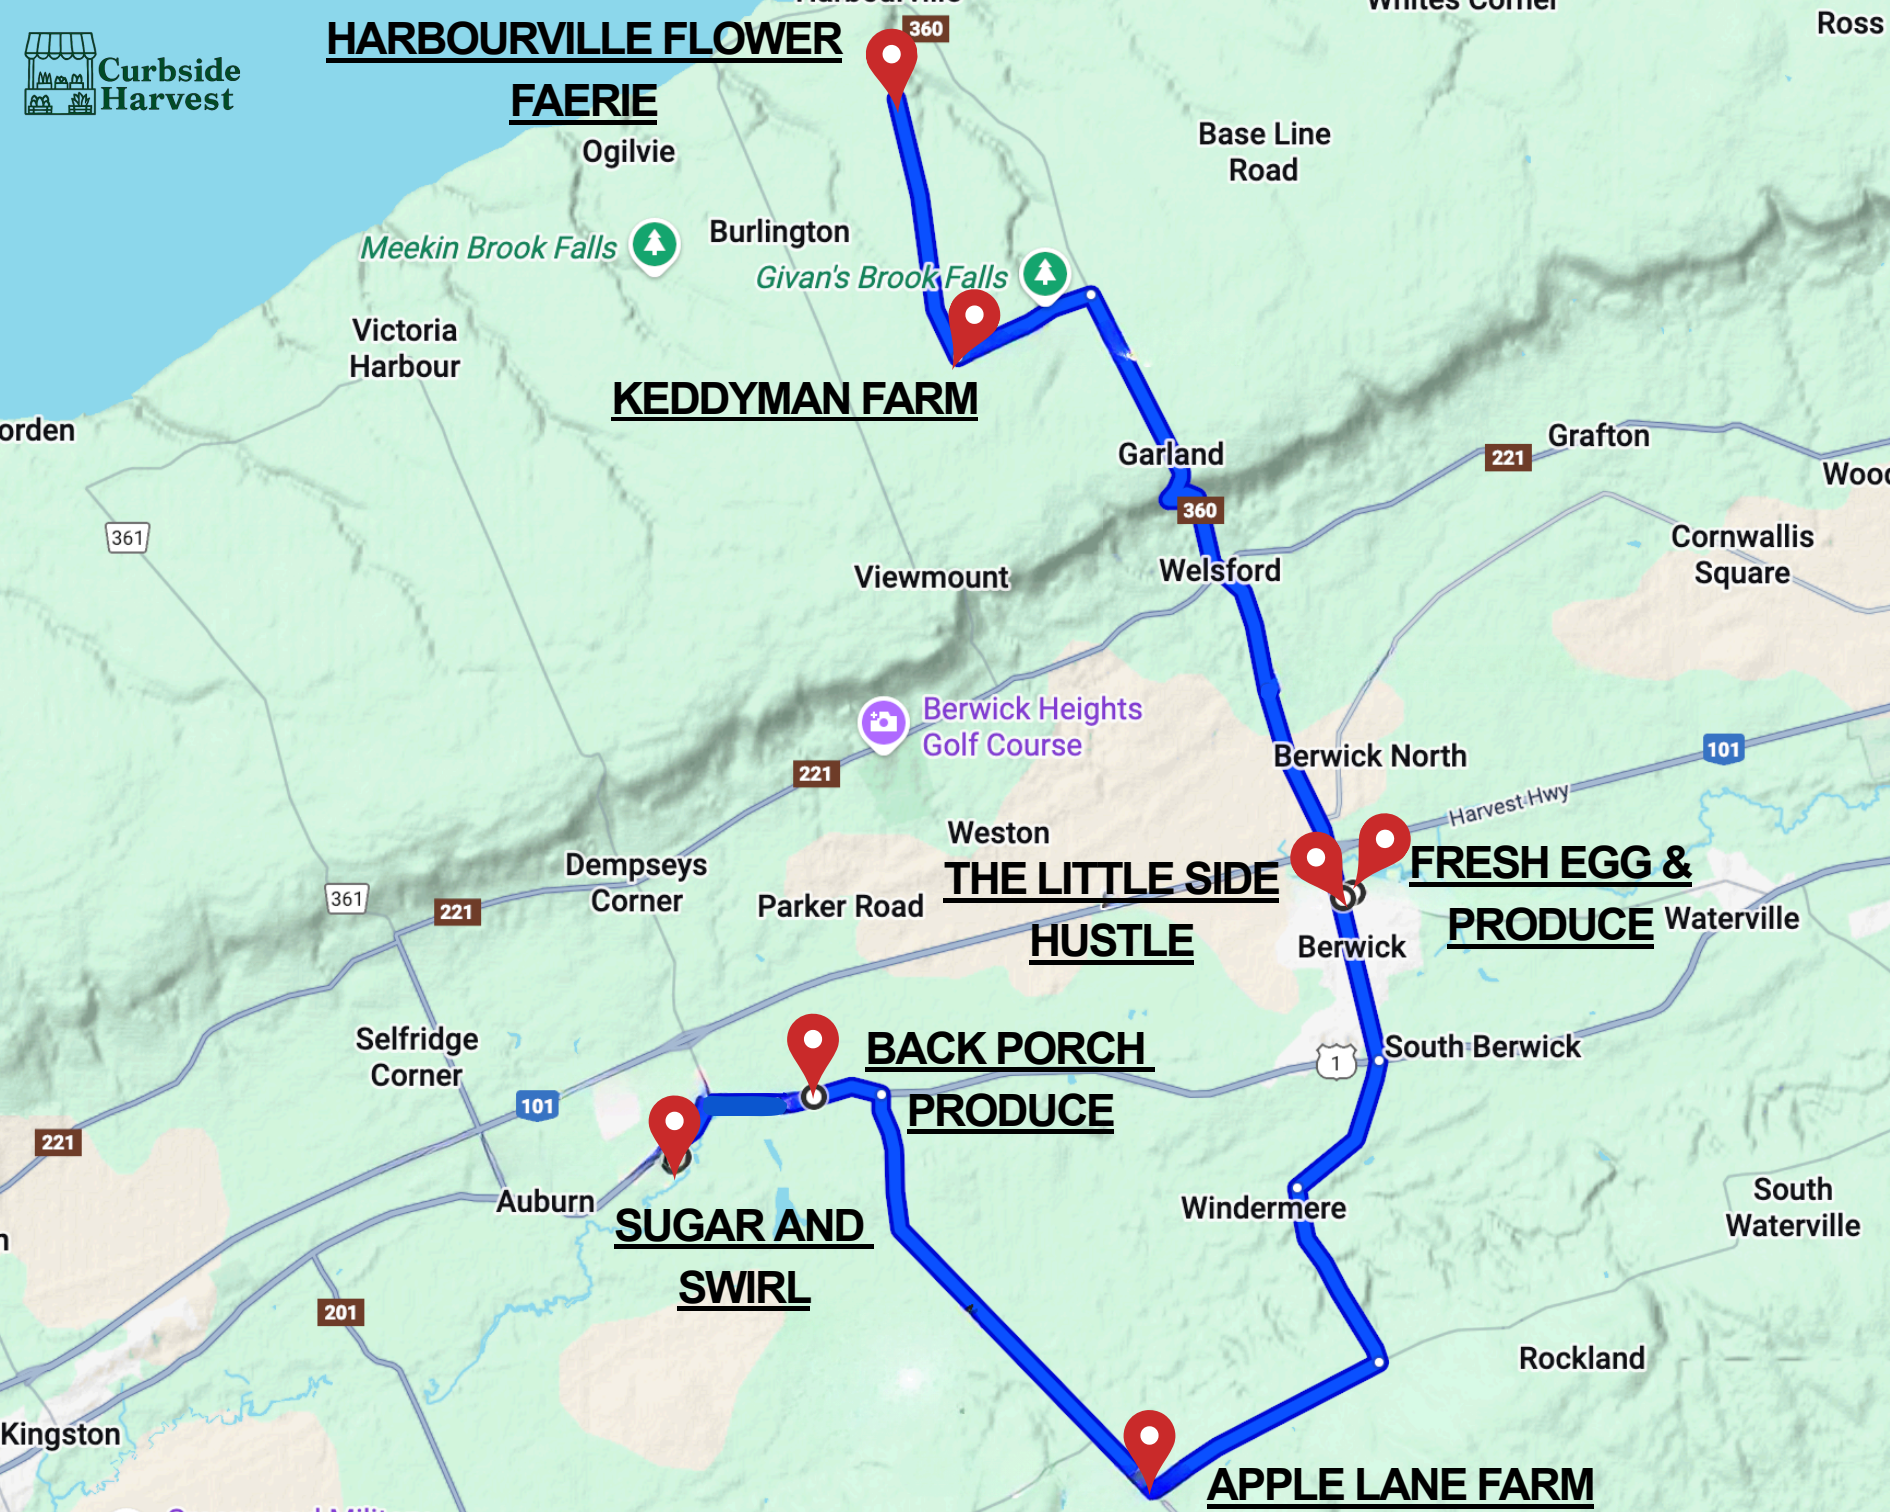 Harbourville
Whites Corner
Ross
360
HARBOURVILLE FLOWER
FAERIE
Curbside
Harvest
Ogilvie
Base Line
Road
Burlington
Meekin Brook Falls
Givan's Brook Falls
Victoria
Harbour
KEDDYMAN FARM
orden
Garland
Grafton
221
Wood
360
361
Cornwallis
Square
Viewmount
Welsford
Berwick Heights
Golf Course
221
Berwick North
101
Harvest Hwy
Weston
Dempseys
Corner
THE LITTLE SIDE
HUSTLE
FRESH EGG &
PRODUCE
361
221
Parker Road
Waterville
Berwick
Selfridge
Corner
BACK PORCH
PRODUCE
South Berwick
1
101
221
Auburn
SUGAR AND
SWIRL
Windermere
South
Waterville
n
201
Rockland
Kingston
APPLE LANE FARM